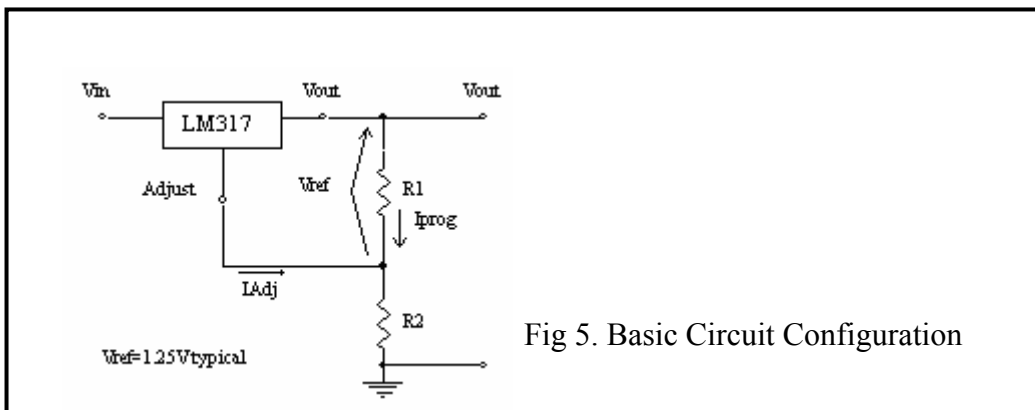 Vin
Vout
Vout
LM317
Adjust
Vref
R1
Iprog
IAdj
R2
Vref=1.25Vtypical
Fig 5. Basic Circuit Configuration